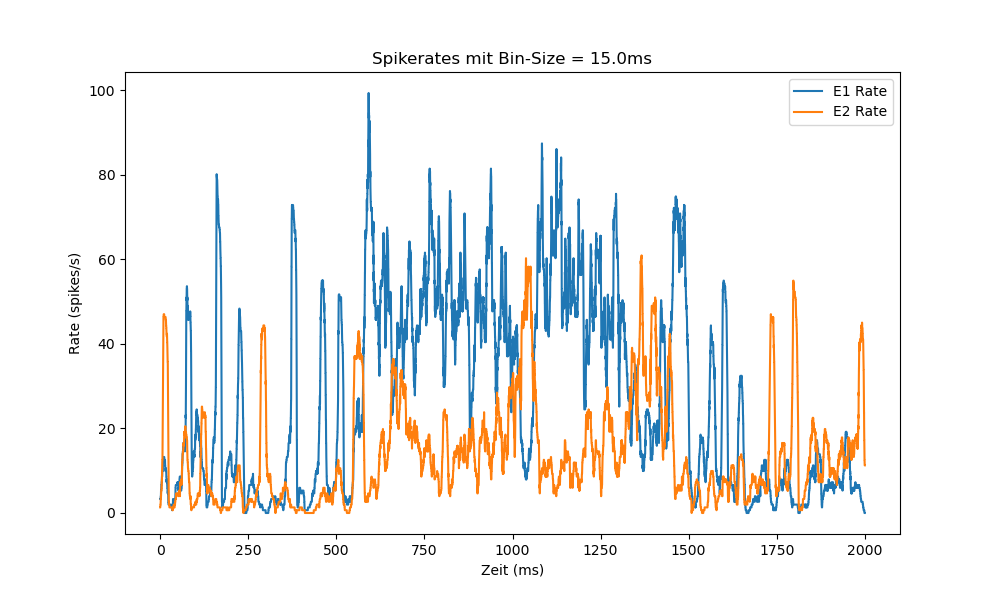 Spikerates mit Bin-Size = 15.0ms
E1 Rate
E2 Rate
Rate (spikes/s)
100
80
60
40
20
0
0 250 500 750 1000 1250 1500 1750 2000
Zeit (ms)